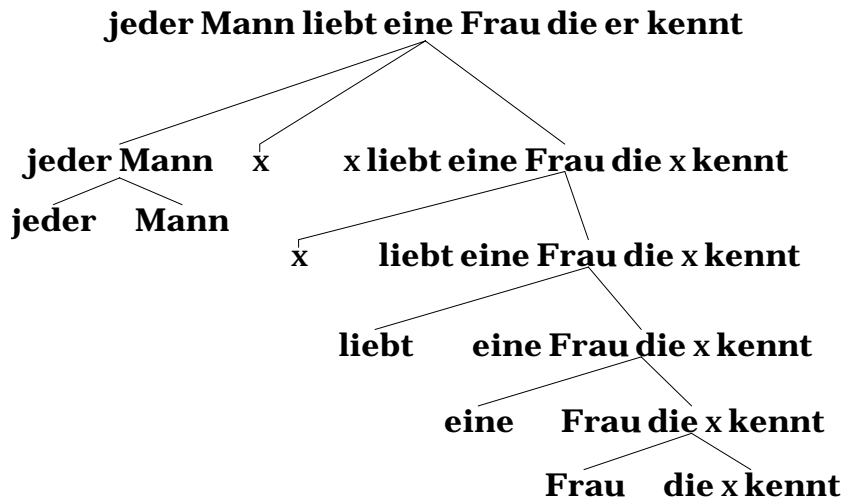 jeder Mann liebt eine Frau die er kennt
jeder Mann x x liebt eine Frau die x kennt
jeder Mann
x liebt eine Frau die x kennt
liebt eine Frau die x kennt
eine Frau die x kennt
Frau die x kennt